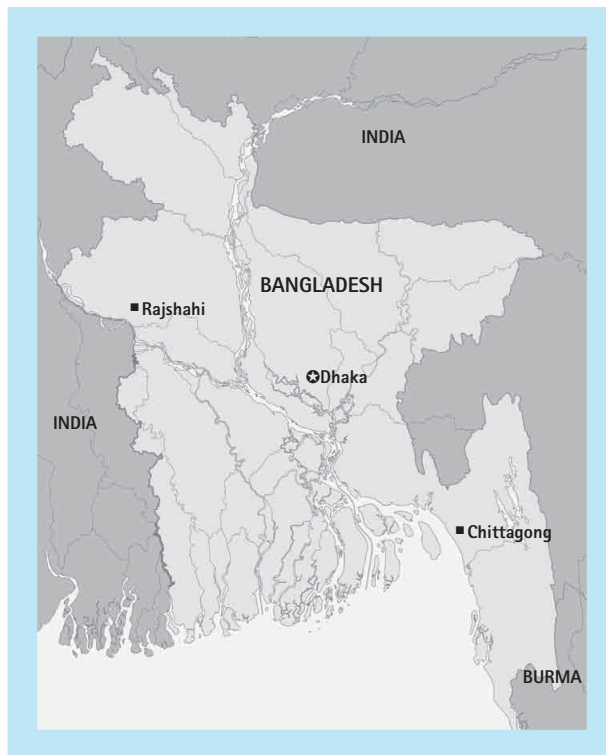 INDIA
BANGLADESH
Rajshahi
Dhaka
INDIA
Chittagong
BURMA